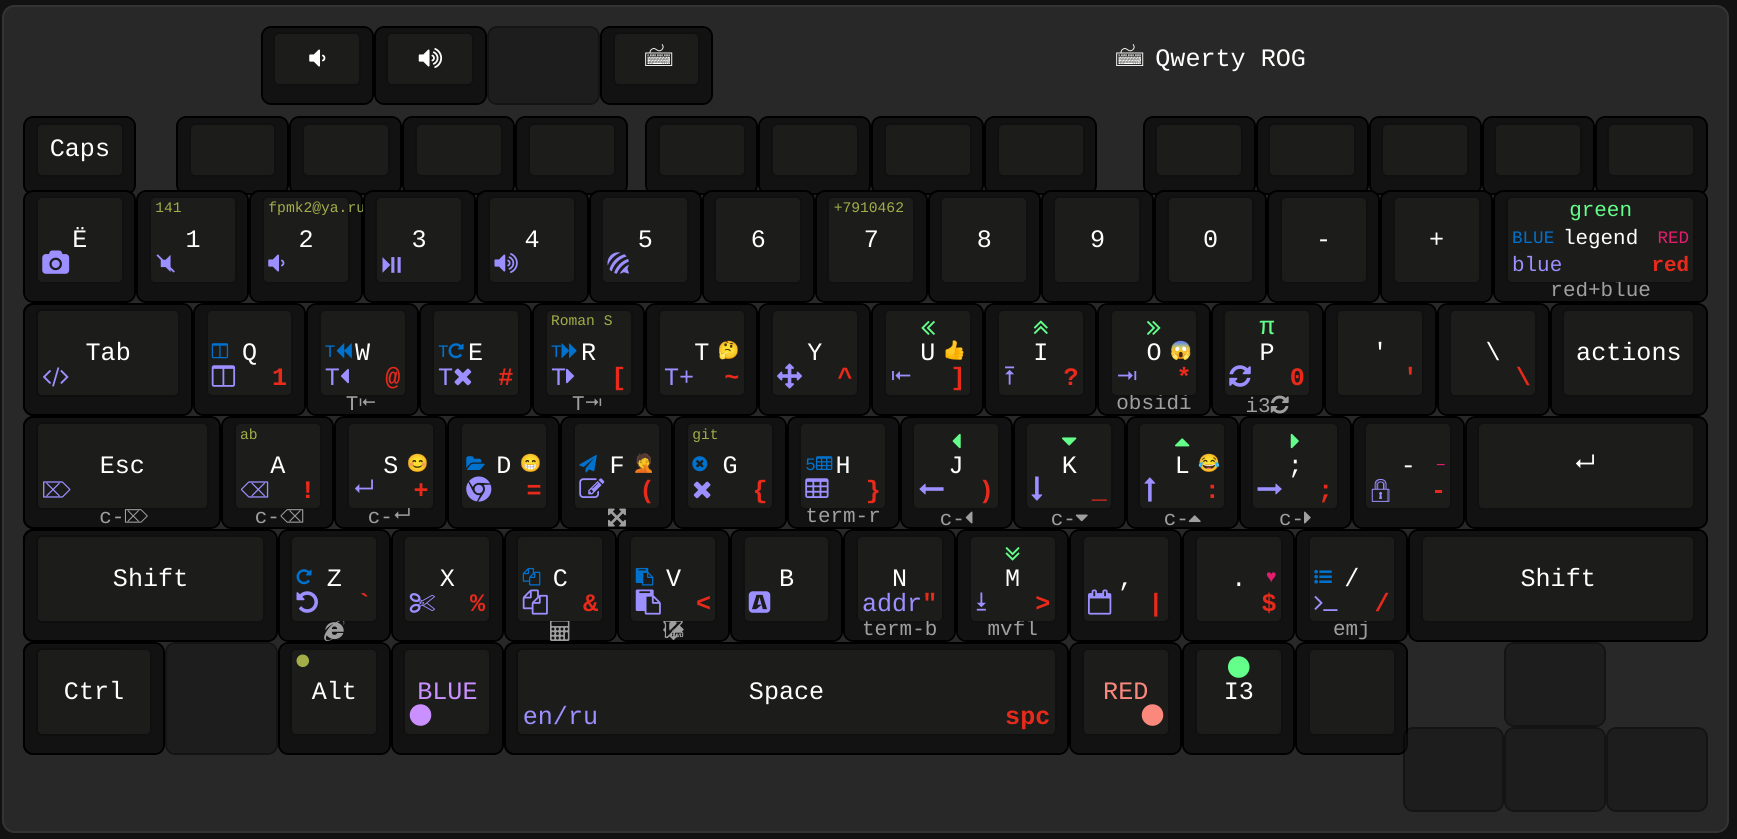 Qwerty ROG
Caps
141 fpmk2@ya.ru +7910462 green
Ё 1 2 3 4 5 6 7 8 9 0 - + BLUE legend RED
blue red
red+blue
Roman S π
Tab Q T W T E T R T Y U I O P ' \ actions
1 T @ T # T [ T+ ~ ^ ] ? * 0 ' \
T T obsidi i3
ab git
Esc A S D F G 5 H J K L ; - -
! + = ( { } ) _ : ; -
c- c- c- term-r c- c- c- c-
Shift Z X C V B N M , . / Shift
` % & < A addr " > | $ >_ /
term-b mvfl emj
Ctrl Alt BLUE Space RED I3
en/ru spc